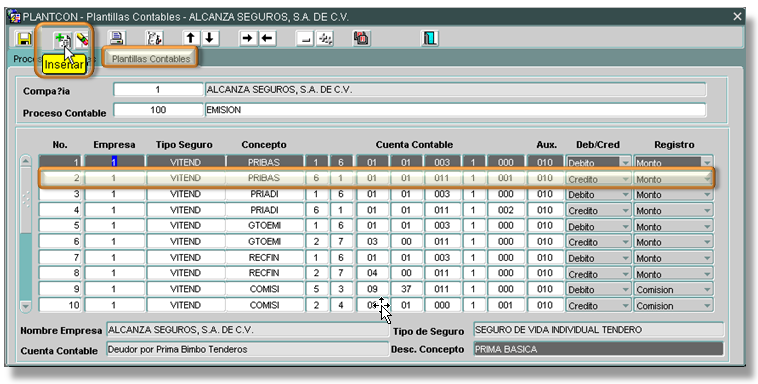 PLANTCON - Plantillas Contables - ALCANZA SEGUROS, S.A. DE C.V.
Insertar
Plantillas Contables
Compa?ia 1 ALCANZA SEGUROS, S.A. DE C.V.
Proceso Contable 100 EMISION
No. Empresa Tipo Seguro Concepto Cuenta Contable Aux. Deb/Cred Registro
1 1 VITEND PRIBAS 1 6 01 01 003 1 000 010 Debito Monto
2 1 VITEND PRIBAS 6 1 01 01 011 1 001 010 Credito Monto
3 1 VITEND PRIADI 1 6 01 01 003 1 000 010 Debito Monto
4 1 VITEND PRIADI 6 1 01 01 011 1 002 010 Credito Monto
5 1 VITEND GTOEMI 1 6 01 01 003 1 000 010 Debito Monto
6 1 VITEND GTOEMI 2 7 03 00 011 1 000 010 Credito Monto
7 1 VITEND RECFIN 1 6 01 01 003 1 000 010 Debito Monto
8 1 VITEND RECFIN 2 7 04 00 011 1 000 010 Credito Monto
9 1 VITEND COMISI 5 3 09 37 011 1 000 010 Debito Comision
10 1 VITEND COMISI 2 4 01 000 1 001 010 Credito Comision
Nombre Empresa ALCANZA SEGUROS, S.A. DE C.V. Tipo de Seguro SEGURO DE VIDA INDIVIDUAL TENDERO
Cuenta Contable Deudor por Prima Bimbo Tenderos Desc. Concepto PRIMA BASICA